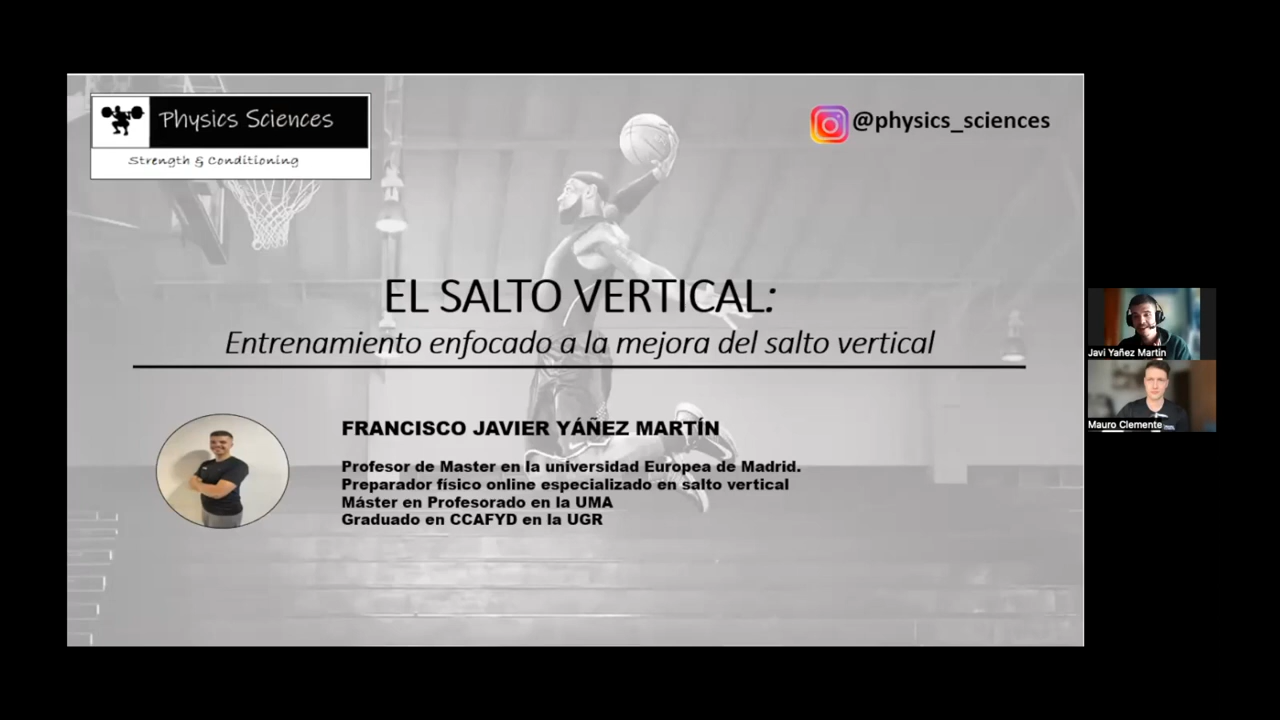 Physics Sciences
Strength & Conditioning
@physics_sciences
EL SALTO VERTICAL:
Entrenamiento enfocado a la mejora del salto vertical
FRANCISCO JAVIER YÁÑEZ MARTÍN
Profesor de Master en la universidad Europea de Madrid.
Preparador físico online especializado en salto vertical
Máster en Profesorado en la UMA
Graduado en CCAFYD en la UGR
Javi Yañez Martín
Mauro Clemente